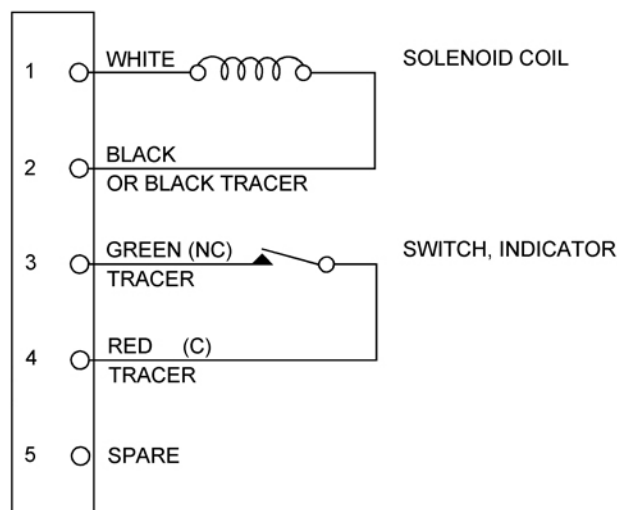 1 WHITE SOLENOID COIL
2 BLACK
OR BLACK TRACER
3 GREEN (NC) SWITCH, INDICATOR
TRACER
4 RED (C)
TRACER
5 SPARE